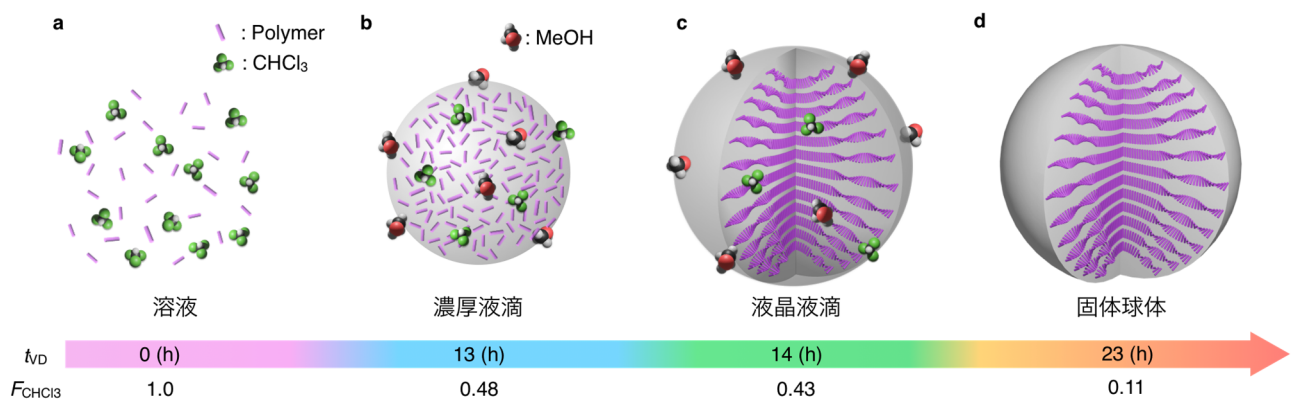 a
: Polymer
: CHCl₃
b
: MeOH
c
d
溶液
濃厚液滴
液晶液滴
固体球体
tVD 0 (h) 13 (h) 14 (h) 23 (h)
FCHCl3 1.0 0.48 0.43 0.11